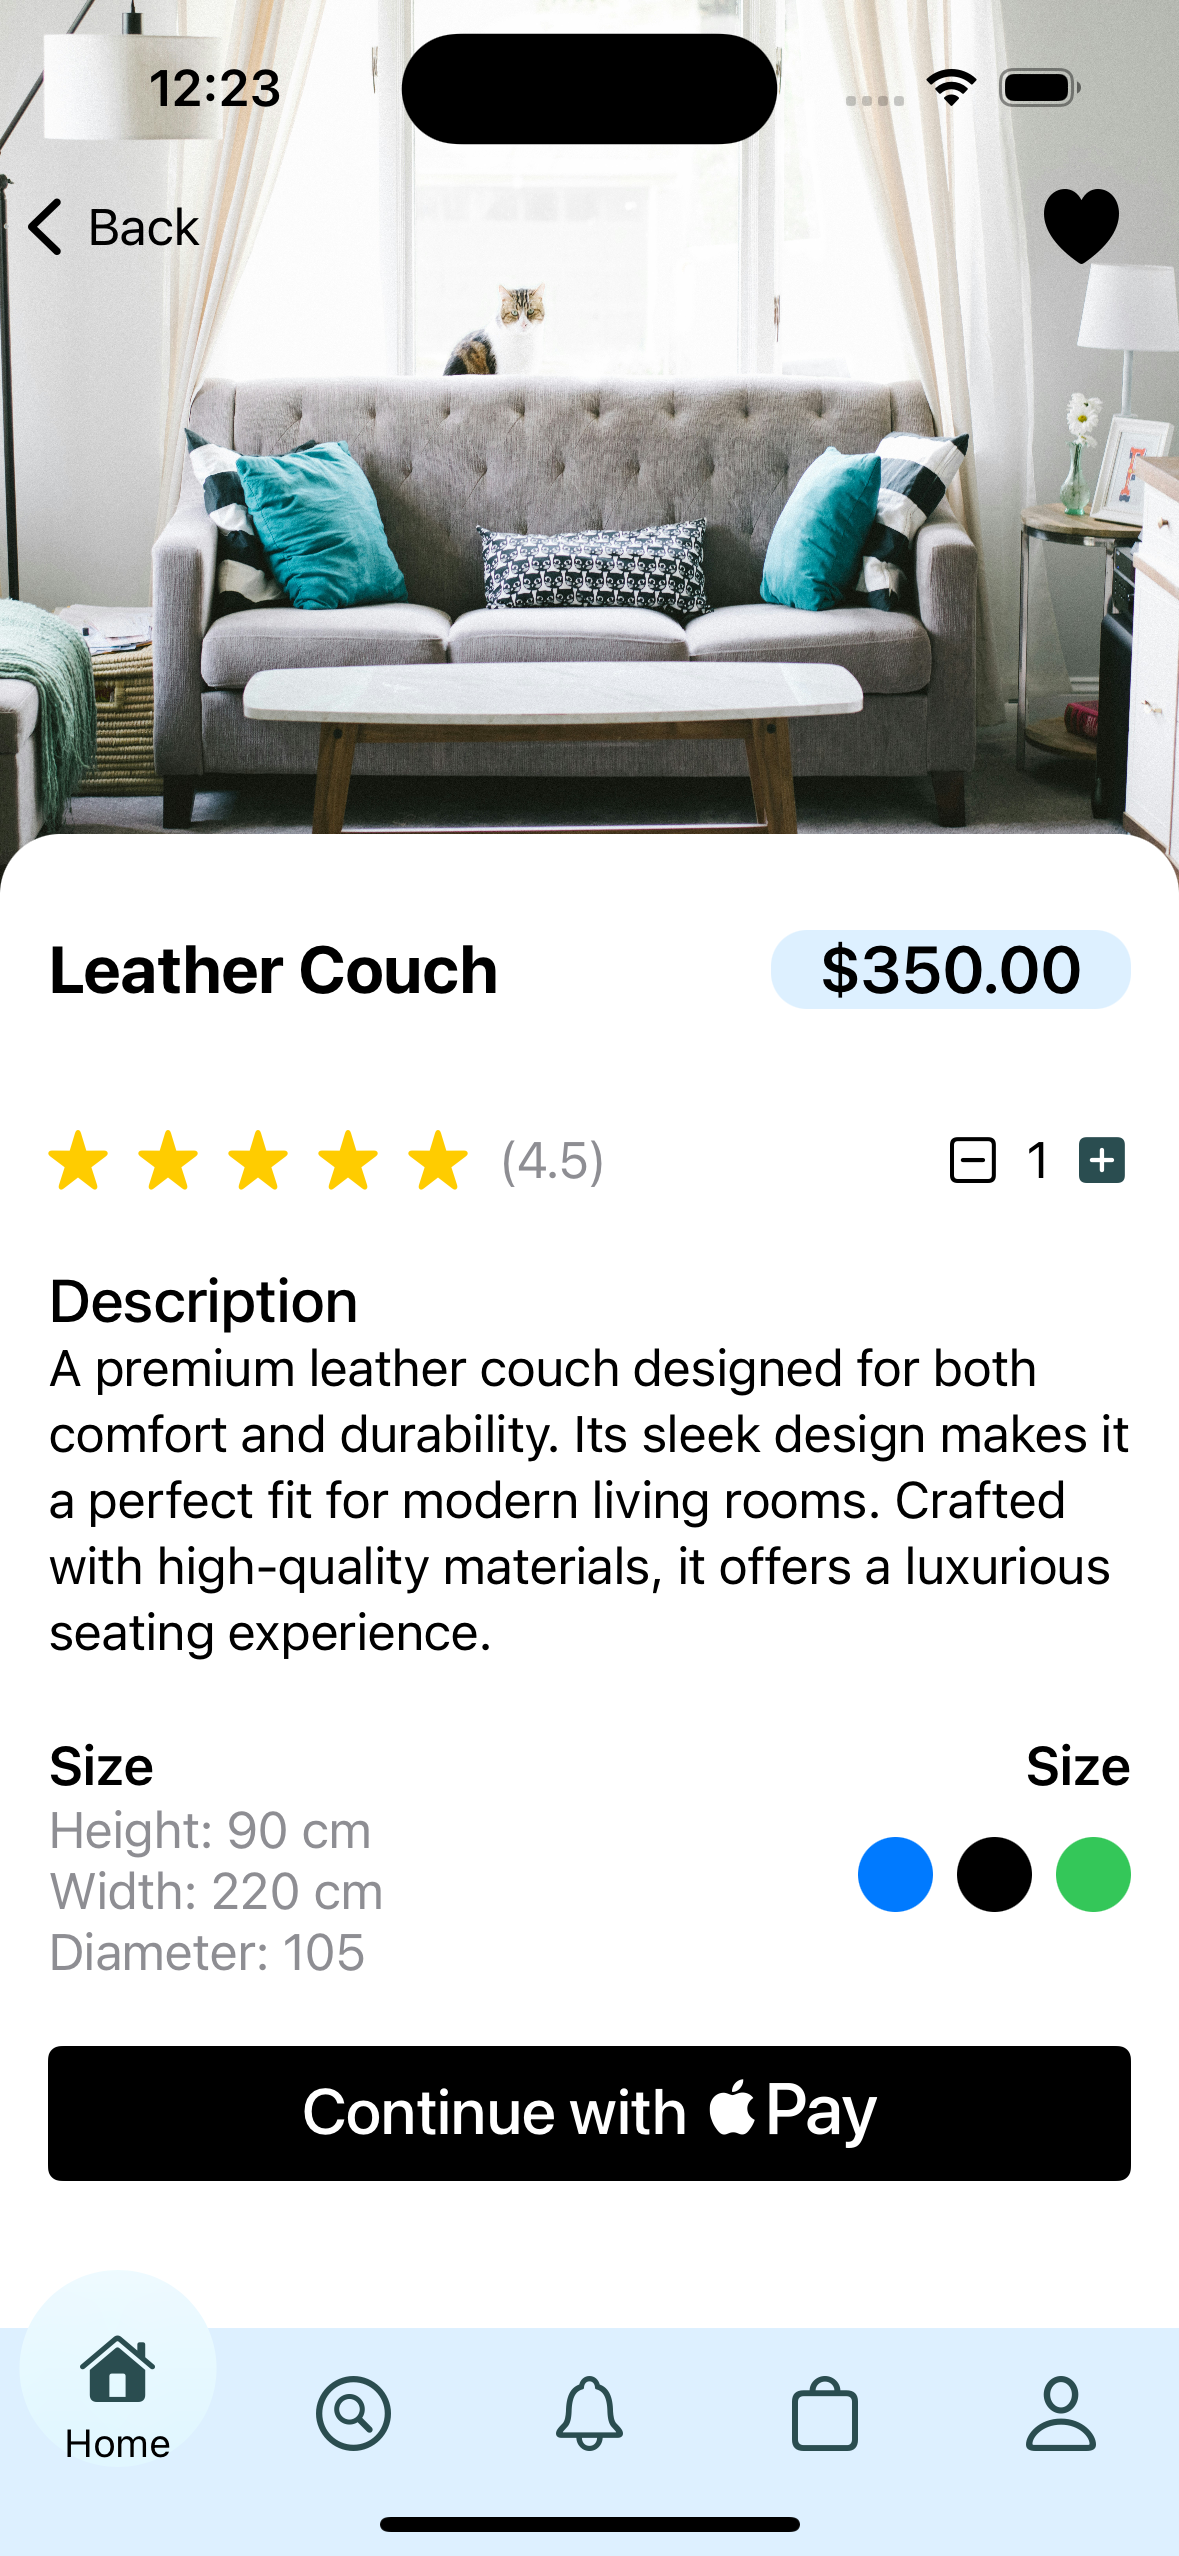 12:23
Back
Leather Couch
$350.00
(4.5)
1
Description
A premium leather couch designed for both
comfort and durability. Its sleek design makes it
a perfect fit for modern living rooms. Crafted
with high-quality materials, it offers a luxurious
seating experience.
Size
Size
Height: 90 cm
Width: 220 cm
Diameter: 105
Continue with Pay
Home